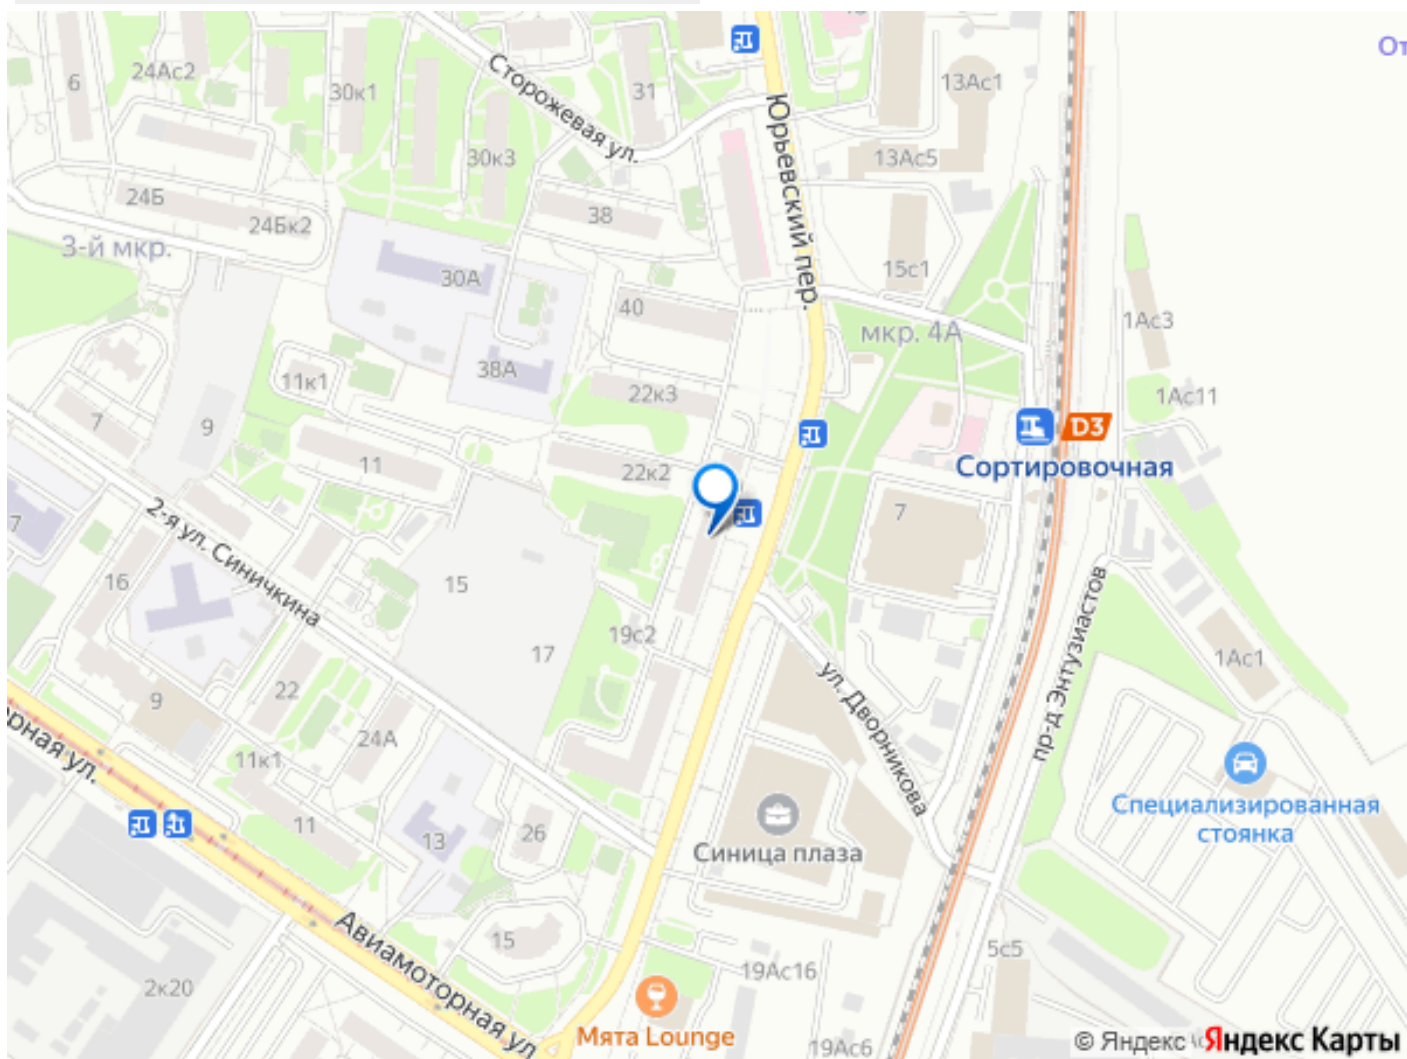 От
6
24Ас2
30к1
Сторожевая ул.
31
13Ас1
30к3
Юрьевский пер.
13Ас5
24Б
24Бк2
38
3-й мкр.
30А
15с1
40
мкр. 4А
1Ас3
38А
11к1
22к3
1Ас11
7
9
D3
Сортировочная
11
22к2
7
2-я ул. Синичкина
7
16
15
пр-д Энтузиастов
19с2
17
1Ас1
ул. Дворникова
22
9
24А
11к1
Специализированная
стоянка
11
13
26
Синица плаза
15
Авиамоторная ул.
орная ул.
2к20
19Ас16
5с5
Мята Lounge
19Ас6
© Яндекс
Яндекс Карты